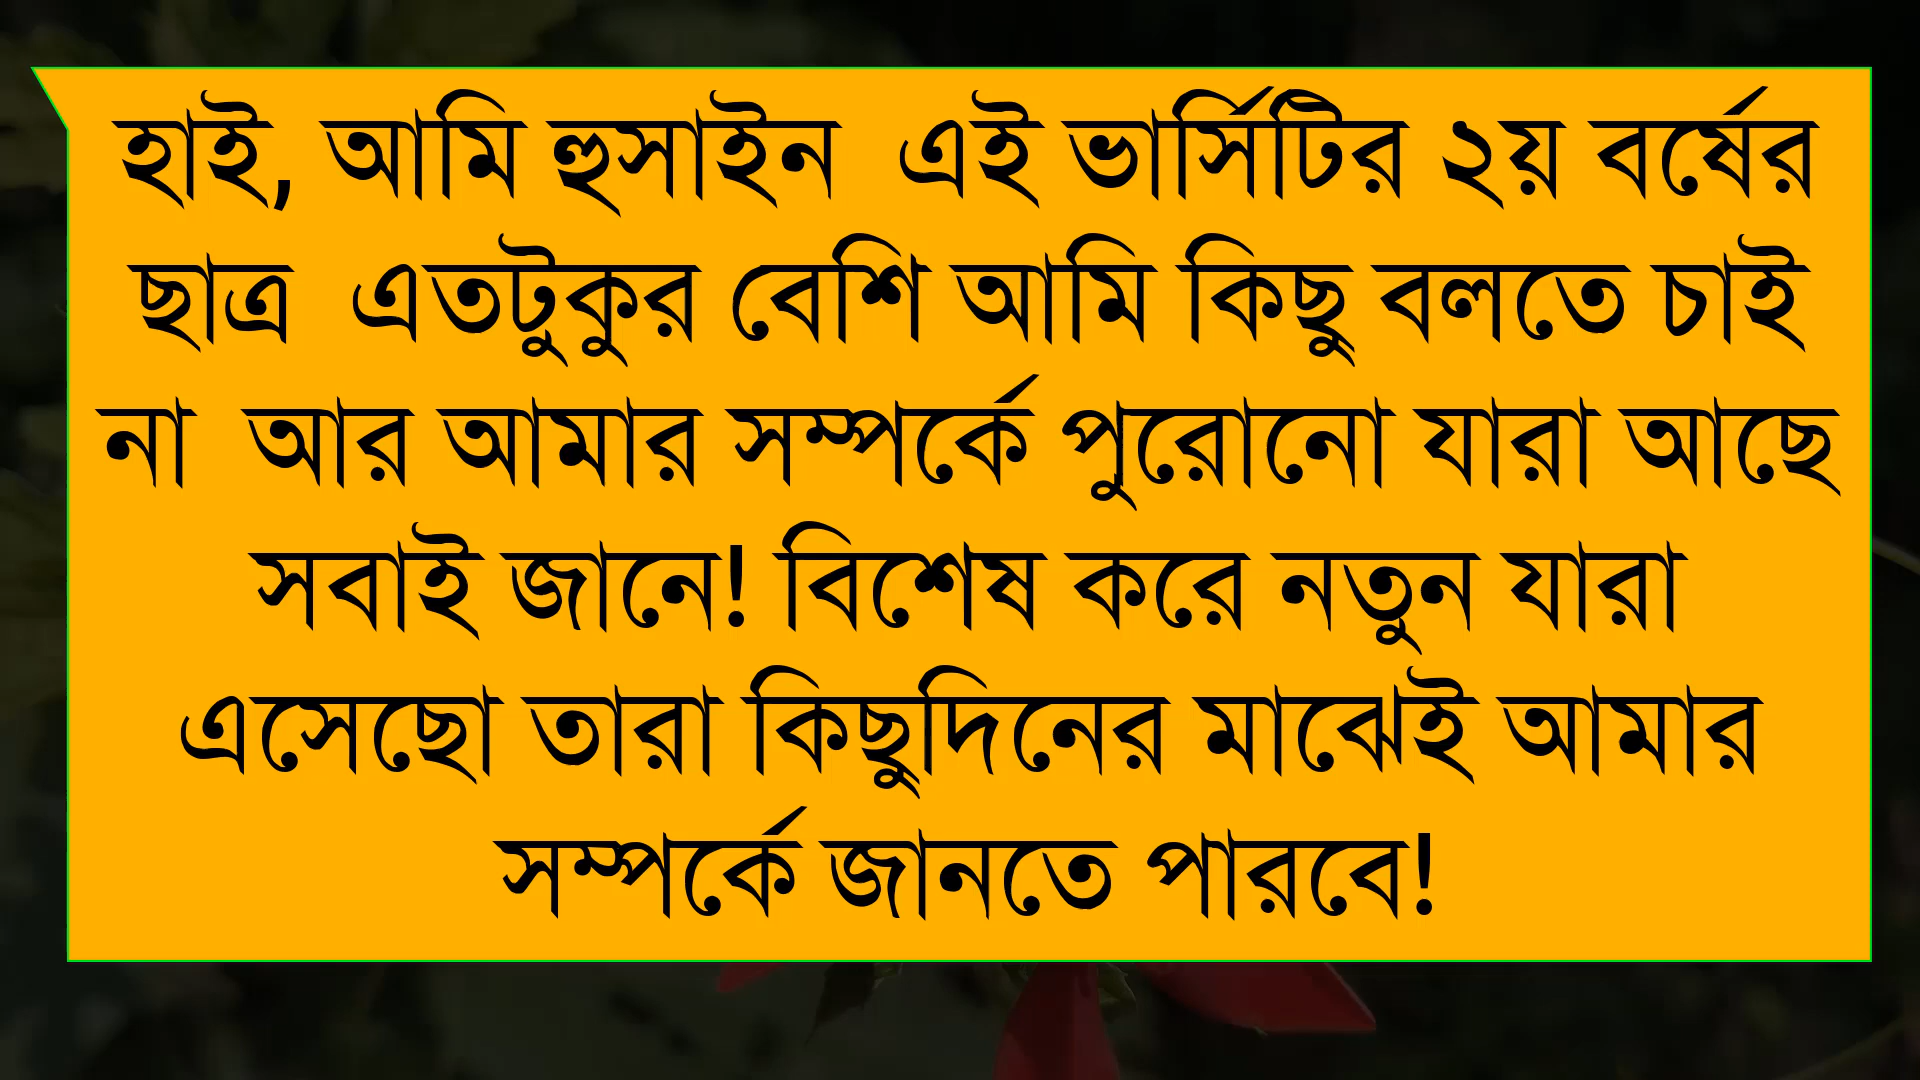 হাই, আমি হুসাইন এই ভার্সিটির ২য় বর্ষের
ছাত্র এতটুকুর বেশি আমি কিছু বলতে চাই
না আর আমার সম্পর্কে পুরোনো যারা আছে
সবাই জানে! বিশেষ করে নতুন যারা
এসেছো তারা কিছুদিনের মাঝেই আমার
সম্পর্কে জানতে পারবে!